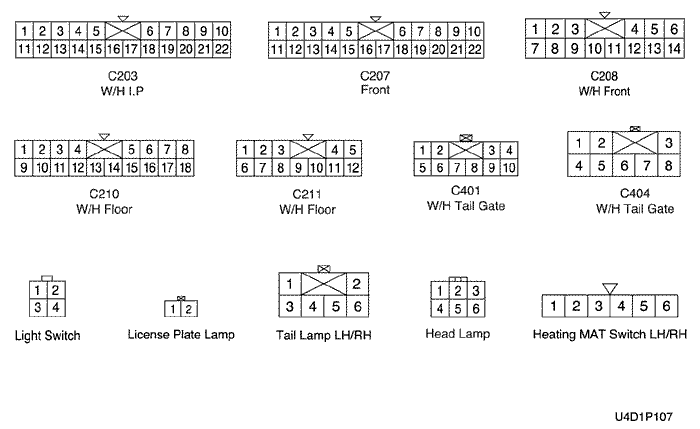 1 2 3 4 5 6 7 8 9 10
11 12 13 14 15 16 17 18 19 20 21 22
C203
W/H I.P
1 2 3 4 5 6 7 8 9 10
11 12 13 14 15 16 17 18 19 20 21 22
C207
Front
1 2 3 4 5 6
7 8 9 10 11 12 13 14
C208
W/H Front
1 2 3 4 5 6 7 8
9 10 11 12 13 14 15 16 17 18
C210
W/H Floor
1 2 3 4 5
6 7 8 9 10 11 12
C211
W/H Floor
1 2 3 4
5 6 7 8 9 10
C401
W/H Tail Gate
1 2 3
4 5 6 7 8
C404
W/H Tail Gate
1 2
3 4
Light Switch
1 2
License Plate Lamp
1 2
3 4 5 6
Tail Lamp LH/RH
1 2 3
4 5 6
Head Lamp
1 2 3 4 5 6
Heating MAT Switch LH/RH
U4D1P107